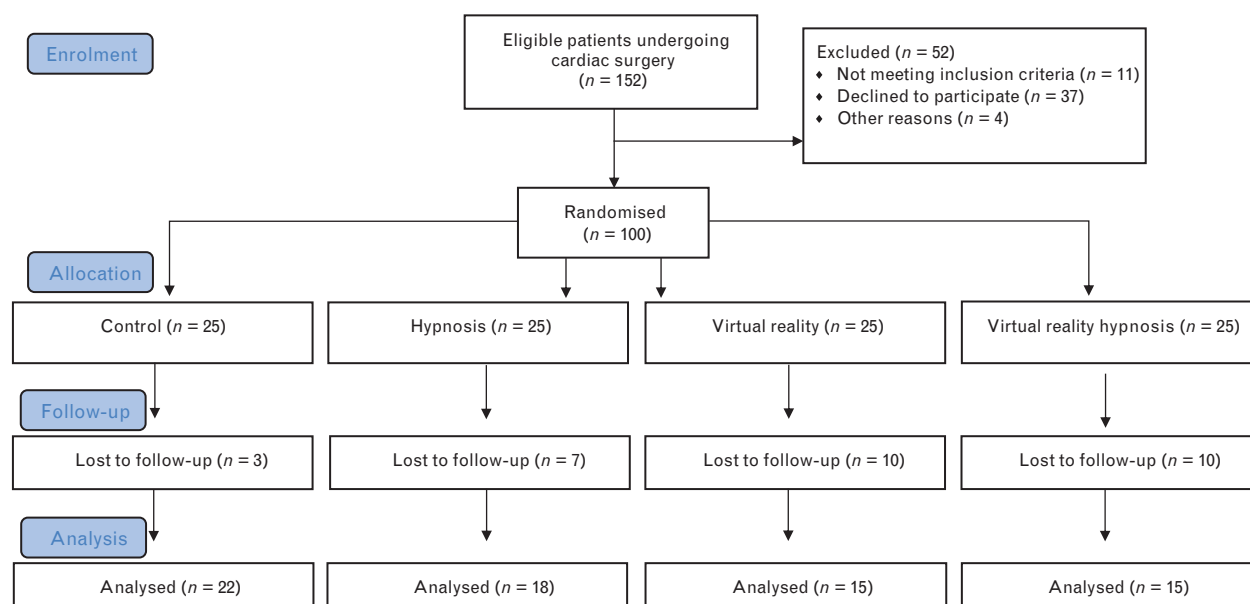 Enrolment
Eligible patients undergoing
cardiac surgery
(n = 152)
Excluded (n = 52)
♦ Not meeting inclusion criteria (n = 11)
♦ Declined to participate (n = 37)
♦ Other reasons (n = 4)
Randomised
(n = 100)
Allocation
Control (n = 25)
Hypnosis (n = 25)
Virtual reality (n = 25)
Virtual reality hypnosis (n = 25)
Follow-up
Lost to follow-up (n = 3)
Lost to follow-up (n = 7)
Lost to follow-up (n = 10)
Lost to follow-up (n = 10)
Analysis
Analysed (n = 22)
Analysed (n = 18)
Analysed (n = 15)
Analysed (n = 15)